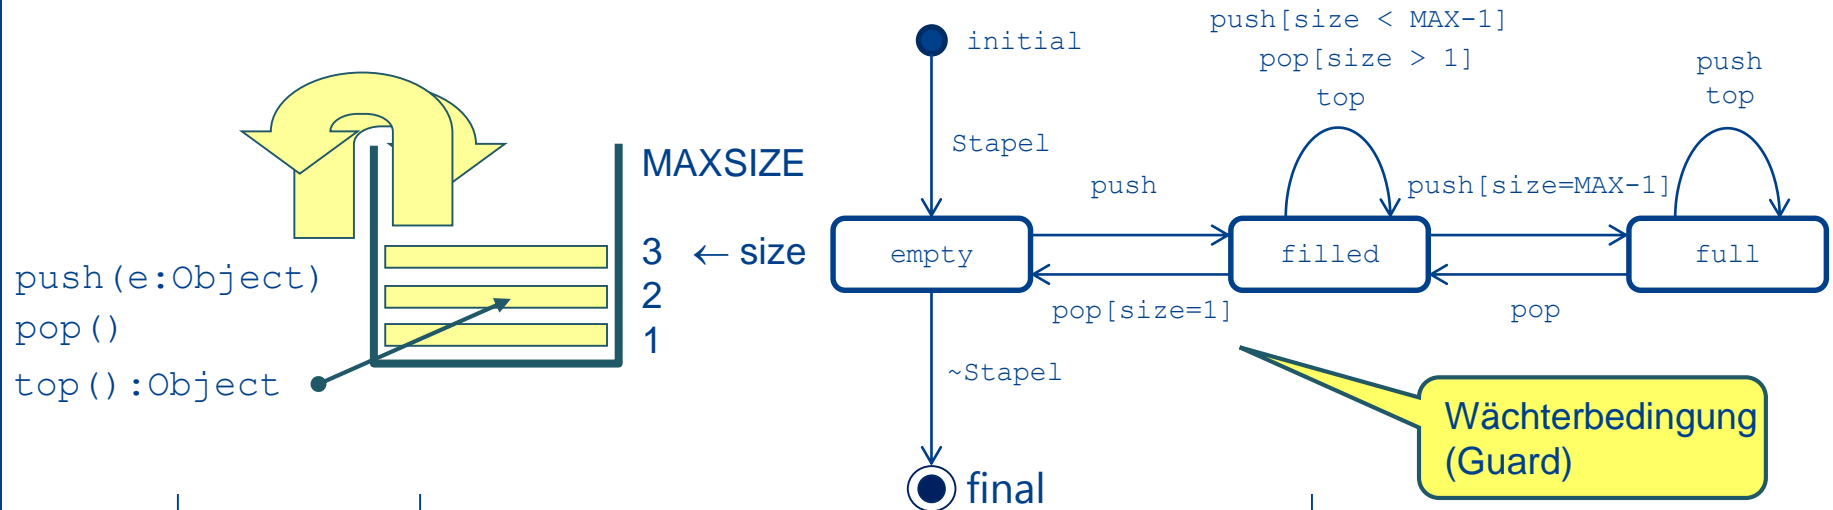 push(e:Object)
pop()
top():Object
MAXSIZE
3 ← size
2
1
initial
Stapel
empty
~Stapel
final
push
pop[size=1]
push[size < MAX-1]
pop[size > 1]
top
filled
push[size=MAX-1]
pop
push
top
full
Wächterbedingung
(Guard)